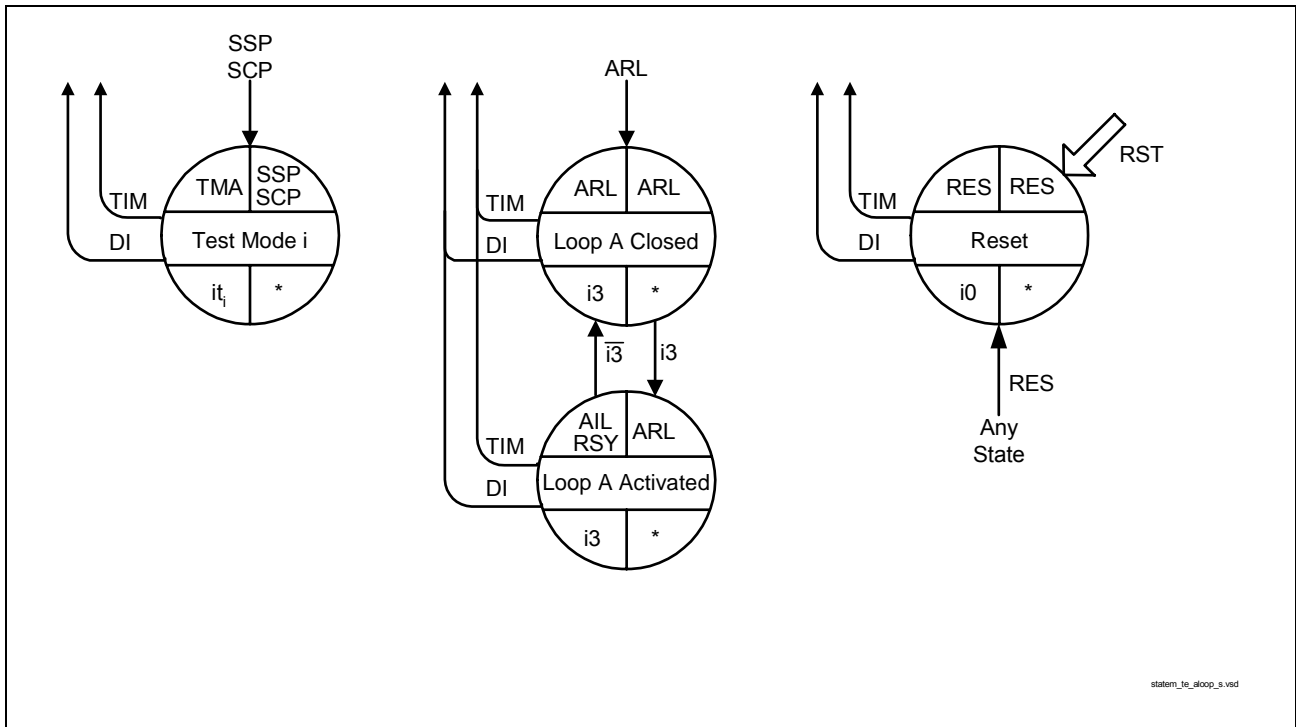 SSP
SCP
TMA
SSP
SCP
TIM
DI
Test Mode i
iti
*
ARL
ARL
ARL
TIM
DI
Loop A Closed
i3
*
i3
i3
AIL
RSY
ARL
TIM
DI
Loop A Activated
i3
*
RST
RES
RES
TIM
DI
Reset
i0
*
RES
Any
State
statem_te_aloop_s.vsd